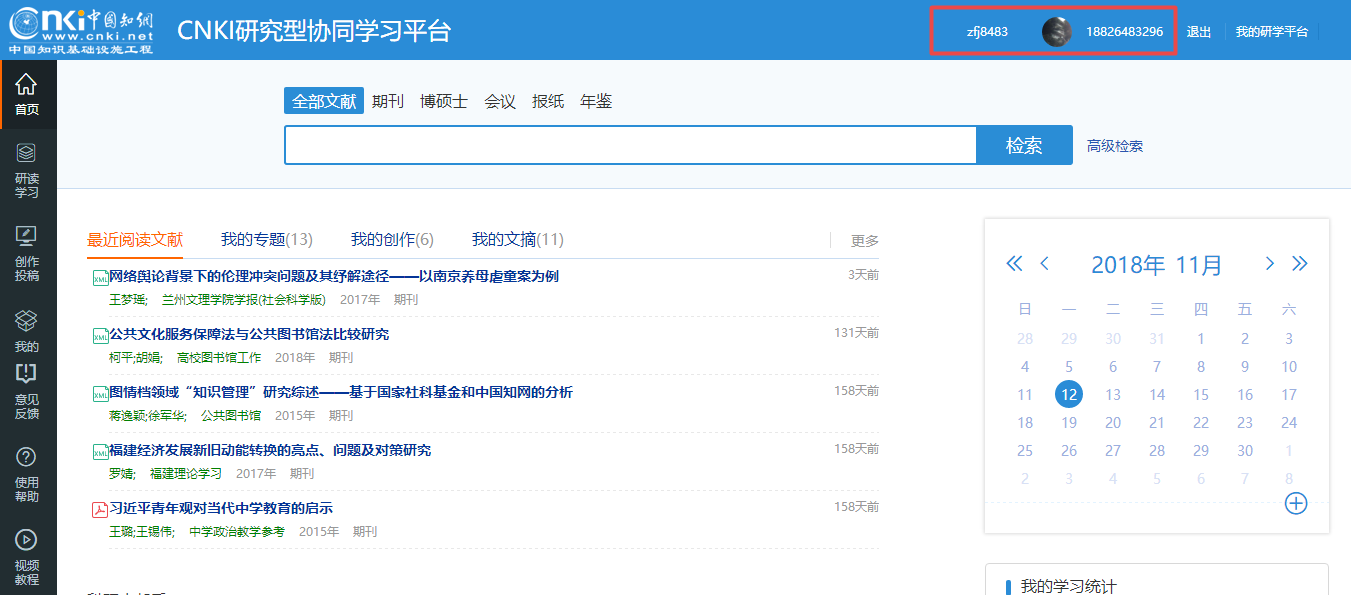 Cnki中国知网
www.cnki.net
中国知识基础设施工程
CNKI研究型协同学习平台
zfj8483 18826483296 退出 我的研学平台
首页
研读
学习
创作
投稿
我的
意见
反馈
使用
帮助
视频
教程
全部文献 期刊 博硕士 会议 报纸 年鉴
检索 高级检索
最近阅读文献 我的专题(13) 我的创作(6) 我的文摘(11) 更多
XML 网络舆论背景下的伦理冲突问题及其纾解途径——以南京养母虐童案为例 3天前
王梦瑶; 兰州文理学院学报(社会科学版) 2017年 期刊
XML 公共文化服务保障法与公共图书馆法比较研究 131天前
柯平;胡娟; 高校图书馆工作 2018年 期刊
XML 图情档领域“知识管理”研究综述——基于国家社科基金和中国知网的分析 158天前
蒋逸颖;徐军华; 公共图书馆 2015年 期刊
XML 福建经济发展新旧动能转换的亮点、问题及对策研究 158天前
罗婧; 福建理论学习 2017年 期刊
习近平青年观对当代中学教育的启示 158天前
王璐;王锡伟; 中学政治教学参考 2015年 期刊
2018年 11月
日 一 二 三 四 五 六
28 29 30 31 1 2 3
4 5 6 7 8 9 10
11 12 13 14 15 16 17
18 19 20 21 22 23 24
25 26 27 28 29 30 1
2 3 4 5 6 7 8
我的学习统计